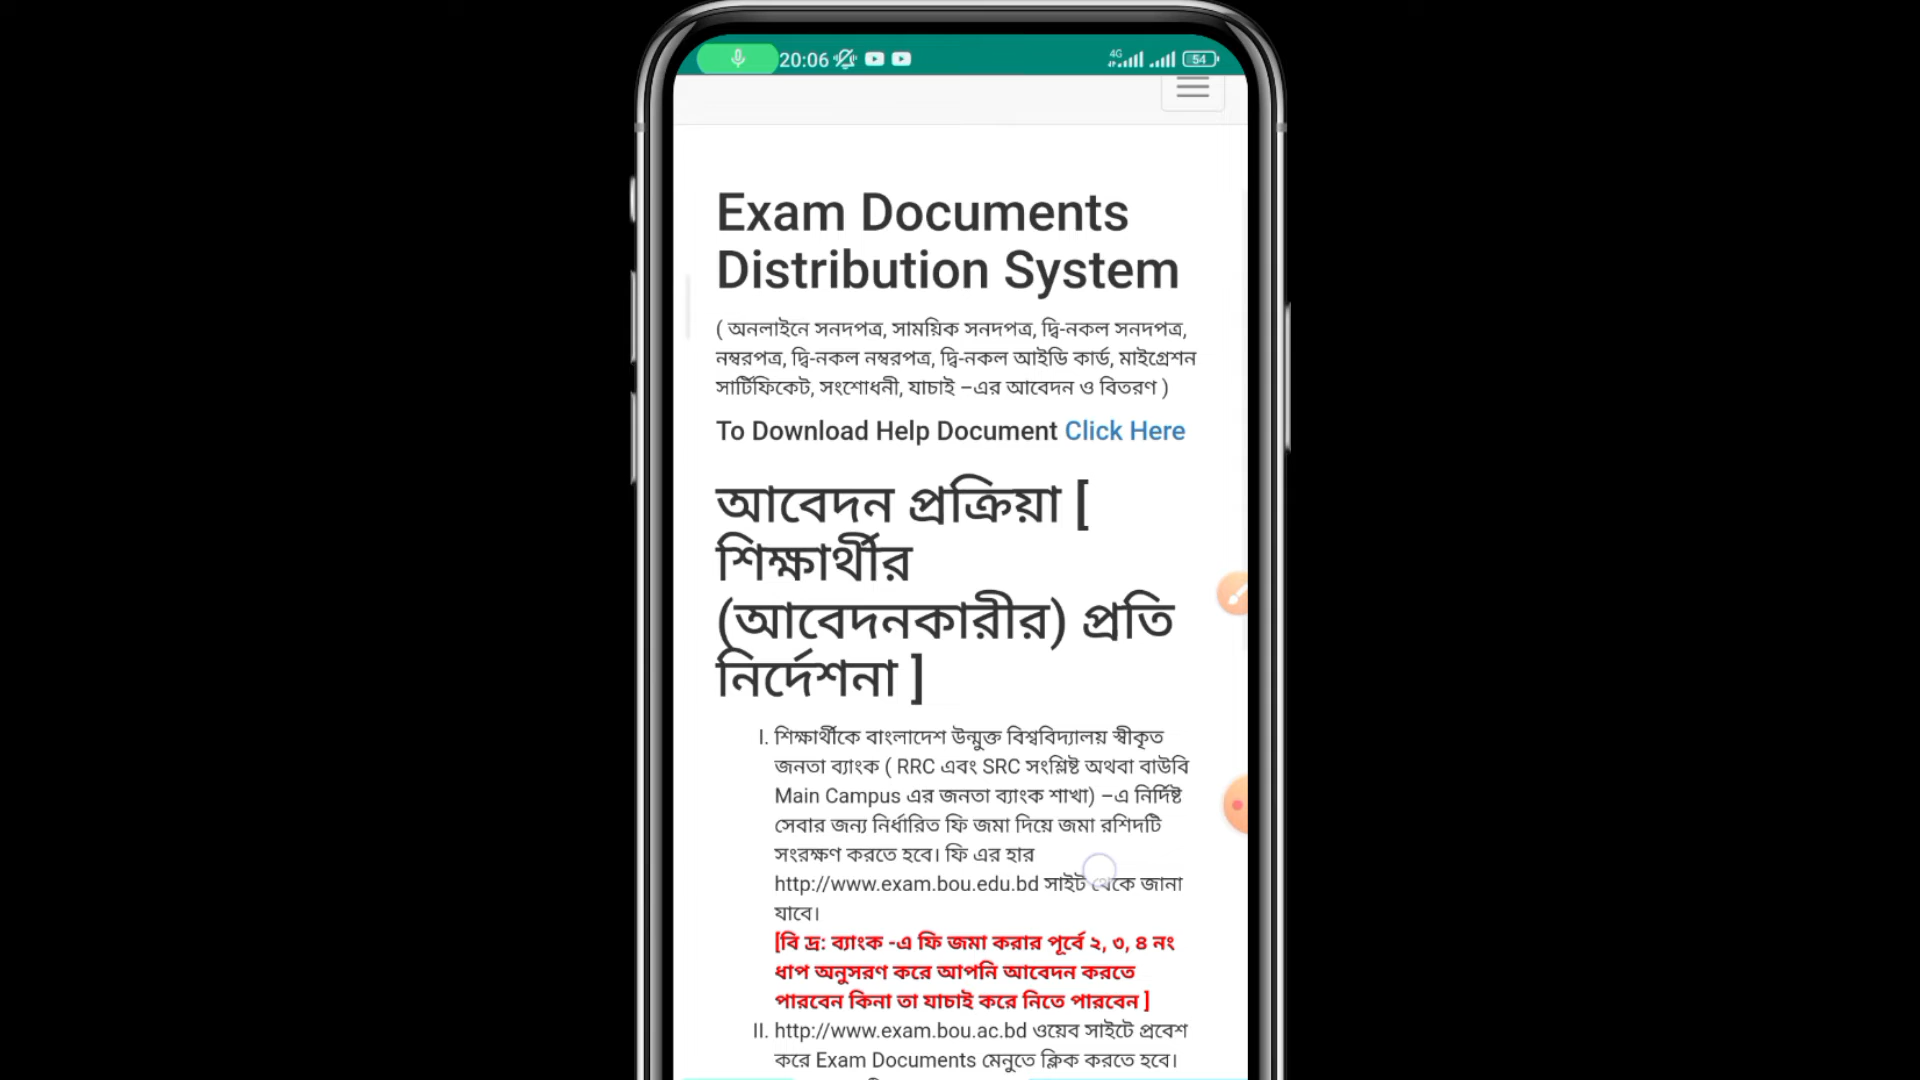 20:06
4G
54
Exam Documents
Distribution System
( অনলাইনে সনদপত্র, সাময়িক সনদপত্র, দ্বি-নকল সনদপত্র,
নম্বরপত্র, দ্বি-নকল নম্বরপত্র, দ্বি-নকল আইডি কার্ড, মাইগ্রেশন
সার্টিফিকেট, সংশোধনী, যাচাই –এর আবেদন ও বিতরণ )
To Download Help Document Click Here
আবেদন প্রক্রিয়া [
শিক্ষার্থীর
(আবেদনকারীর) প্রতি
নির্দেশনা ]
I. শিক্ষার্থীকে বাংলাদেশ উন্মুক্ত বিশ্ববিদ্যালয় স্বীকৃত
জনতা ব্যাংক ( RRC এবং SRC সংশ্লিষ্ট অথবা বাউবি
Main Campus এর জনতা ব্যাংক শাখা) –এ নির্দিষ্ট
সেবার জন্য নির্ধারিত ফি জমা দিয়ে জমা রশিদটি
সংরক্ষণ করতে হবে। ফি এর হার
http://www.exam.bou.edu.bd সাইট থেকে জানা
যাবে।
[বি দ্র: ব্যাংক -এ ফি জমা করার পূর্বে ২, ৩, ৪ নং
ধাপ অনুসরণ করে আপনি আবেদন করতে
পারবেন কিনা তা যাচাই করে নিতে পারবেন ]
II. http://www.exam.bou.ac.bd ওয়েব সাইটে প্রবেশ
করে Exam Documents মেনুতে ক্লিক করতে হবে।